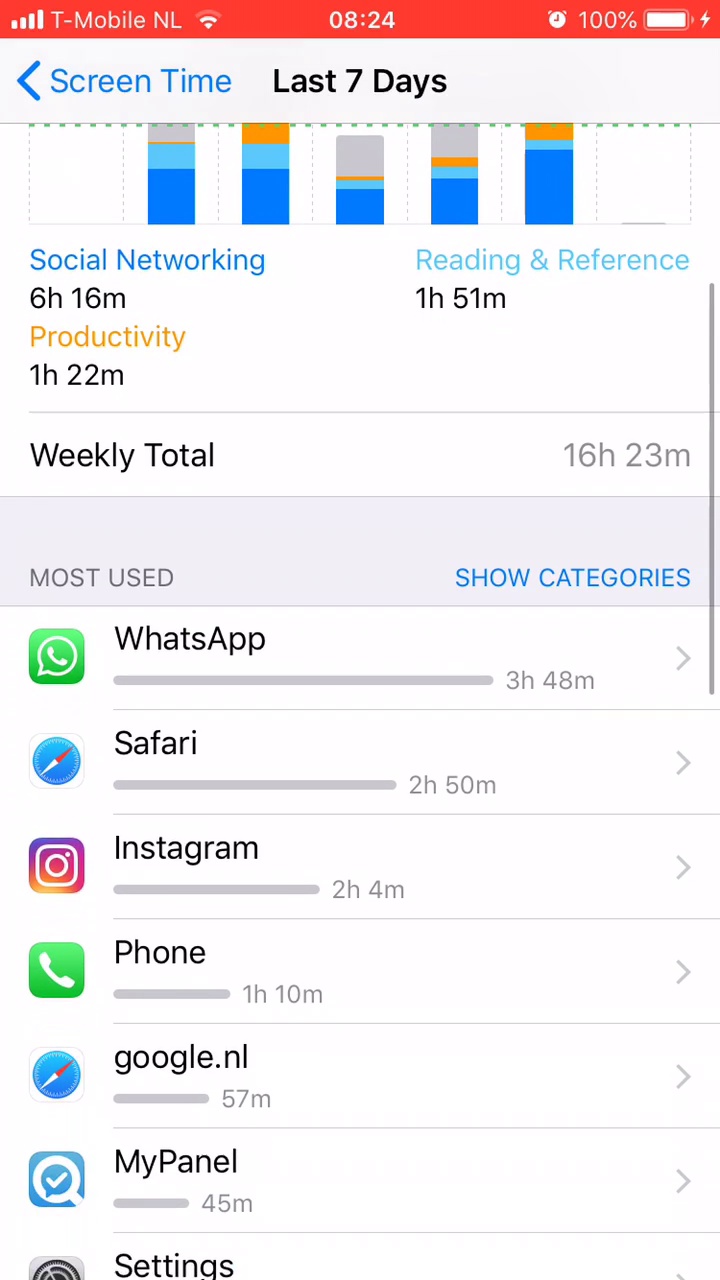 T-Mobile NL 08:24 100%
Screen Time Last 7 Days
Social Networking Reading & Reference
6h 16m 1h 51m
Productivity
1h 22m
Weekly Total 16h 23m
MOST USED SHOW CATEGORIES
WhatsApp
3h 48m
Safari
2h 50m
Instagram
2h 4m
Phone
1h 10m
google.nl
57m
MyPanel
45m
Settings